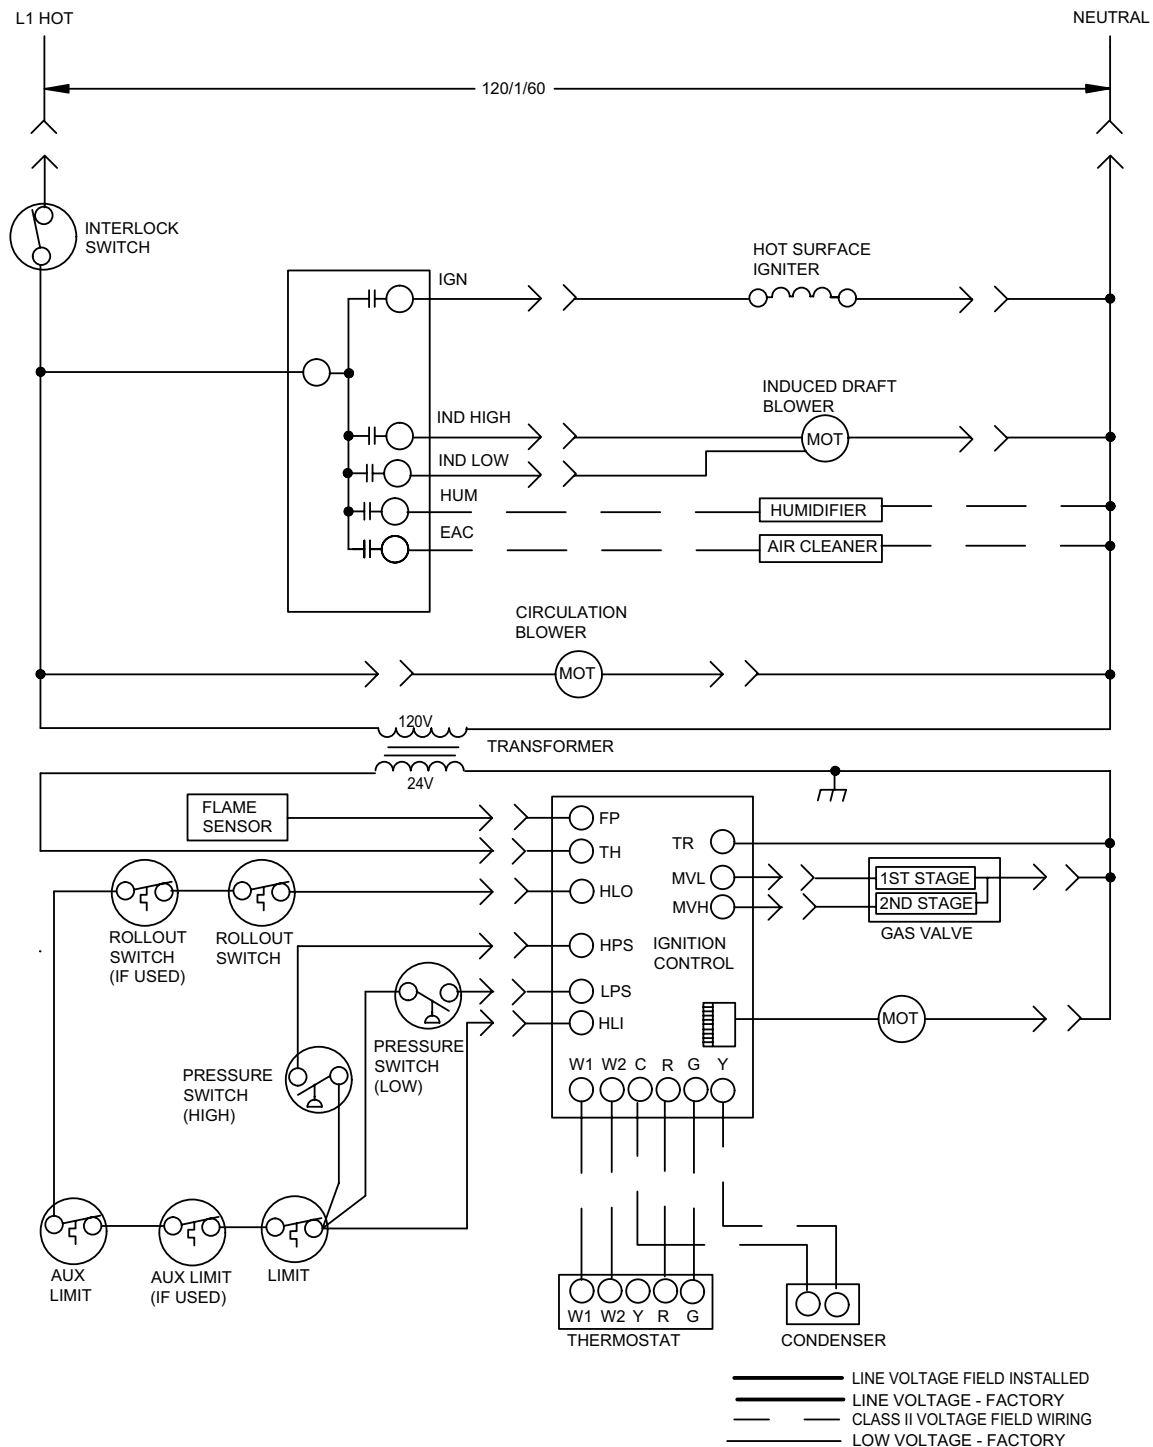 L1 HOT
NEUTRAL
120/1/60
INTERLOCK
SWITCH
IGN
HOT SURFACE
IGNITER
IND HIGH
INDUCED DRAFT
BLOWER
MOT
IND LOW
HUM
HUMIDIFIER
EAC
AIR CLEANER
CIRCULATION
BLOWER
MOT
120V
TRANSFORMER
24V
FLAME
SENSOR
FP
TH
TR
HLO
MVL
1ST STAGE
MVH
2ND STAGE
GAS VALVE
ROLLOUT
SWITCH
(IF USED)
ROLLOUT
SWITCH
HPS
IGNITION
CONTROL
LPS
HLI
MOT
PRESSURE
SWITCH
(LOW)
PRESSURE
SWITCH
(HIGH)
W1 W2 C R G Y
AUX
LIMIT
AUX LIMIT
(IF USED)
LIMIT
W1 W2 Y R G
THERMOSTAT
CONDENSER
LINE VOLTAGE FIELD INSTALLED
LINE VOLTAGE - FACTORY
CLASS II VOLTAGE FIELD WIRING
LOW VOLTAGE - FACTORY